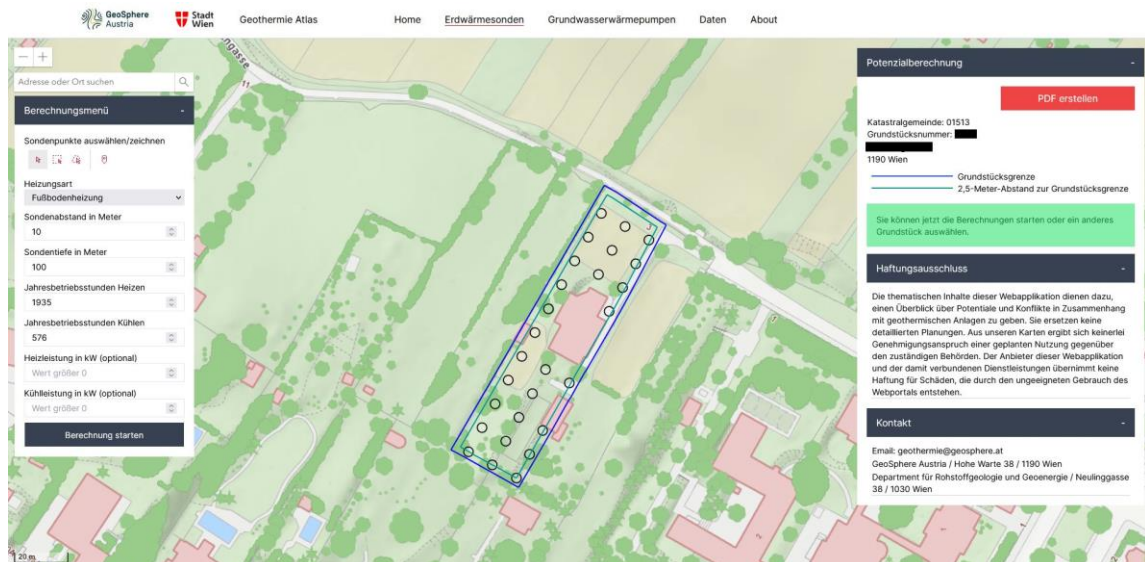 GeoSphere
Austria
Stadt
Wien
Geothermie Atlas
Home
Erdwärmesonden
Grundwasserwärmepumpen
Daten
About
Adresse oder Ort suchen
Berechnungsmenü
-
Sondenpunkte auswählen/zeichnen
Heizungsart
Fußbodenheizung
Sondenabstand in Meter
10
Sondentiefe in Meter
100
Jahresbetriebsstunden Heizen
1935
Jahresbetriebsstunden Kühlen
576
Heizleistung in kW (optional)
Wert größer 0
Kühlleistung in kW (optional)
Wert größer 0
Berechnung starten
11
1
2
20 m
Potenzialberechnung
-
PDF erstellen
Katastralgemeinde: 01513
Grundstücksnummer:
1190 Wien
Grundstücksgrenze
2,5-Meter-Abstand zur Grundstücksgrenze
Sie können jetzt die Berechnungen starten oder ein anderes
Grundstück auswählen.
Haftungsausschluss
-
Die thematischen Inhalte dieser Webapplikation dienen dazu,
einen Überblick über Potentiale und Konflikte in Zusammenhang
mit geothermischen Anlagen zu geben. Sie ersetzen keine
detaillierten Planungen. Aus unseren Karten ergibt sich keinerlei
Genehmigungsanspruch einer geplanten Nutzung gegenüber
den zuständigen Behörden. Der Anbieter dieser Webapplikation
und der damit verbundenen Dienstleistungen übernimmt keine
Haftung für Schäden, die durch den ungeeigneten Gebrauch des
Webportals entstehen.
Kontakt
-
Email: geothermie@geosphere.at
GeoSphere Austria / Hohe Warte 38 / 1190 Wien
Department für Rohstoffgeologie und Geoenergie / Neulinggasse
38 / 1030 Wien